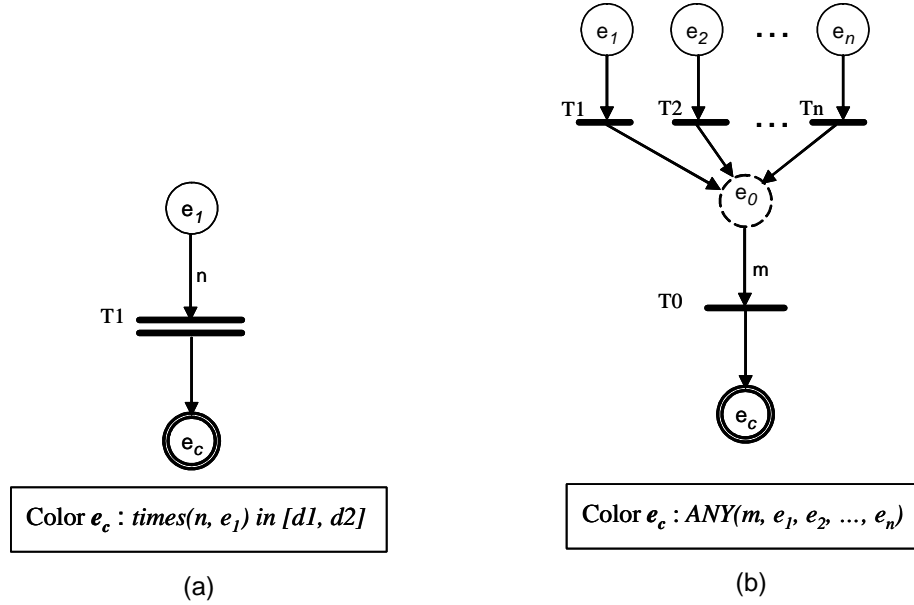 e1 e2 ... en
T1 T2 ... Tn
e0
e1
n
m
T1
T0
ec
ec
Color ec : times(n, e1) in [d1, d2]
Color ec : ANY(m, e1, e2, ..., en)
(a)
(b)